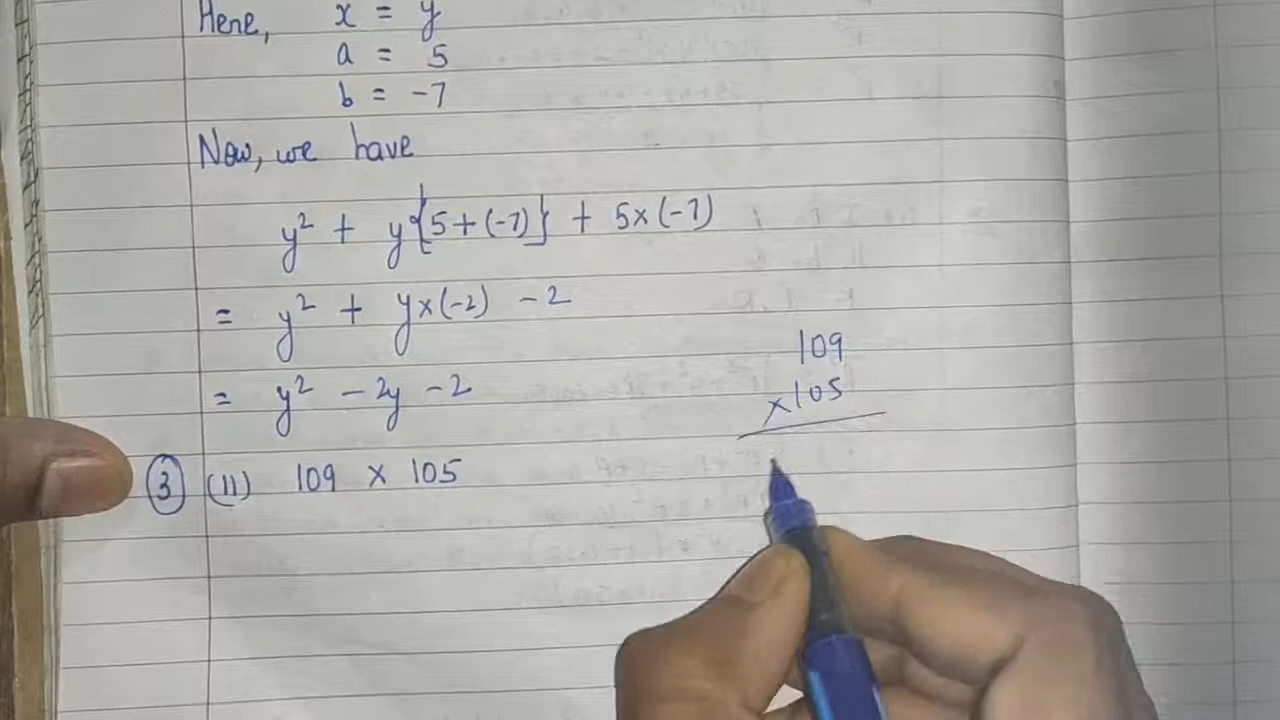 Here, x = y
a = 5
b = -7
Now, we have
y² + y{5+(-7)} + 5×(-7)
= y² + y×(-2) - 2
= y² - 2y - 2
109
×105
③ (11) 109 × 105